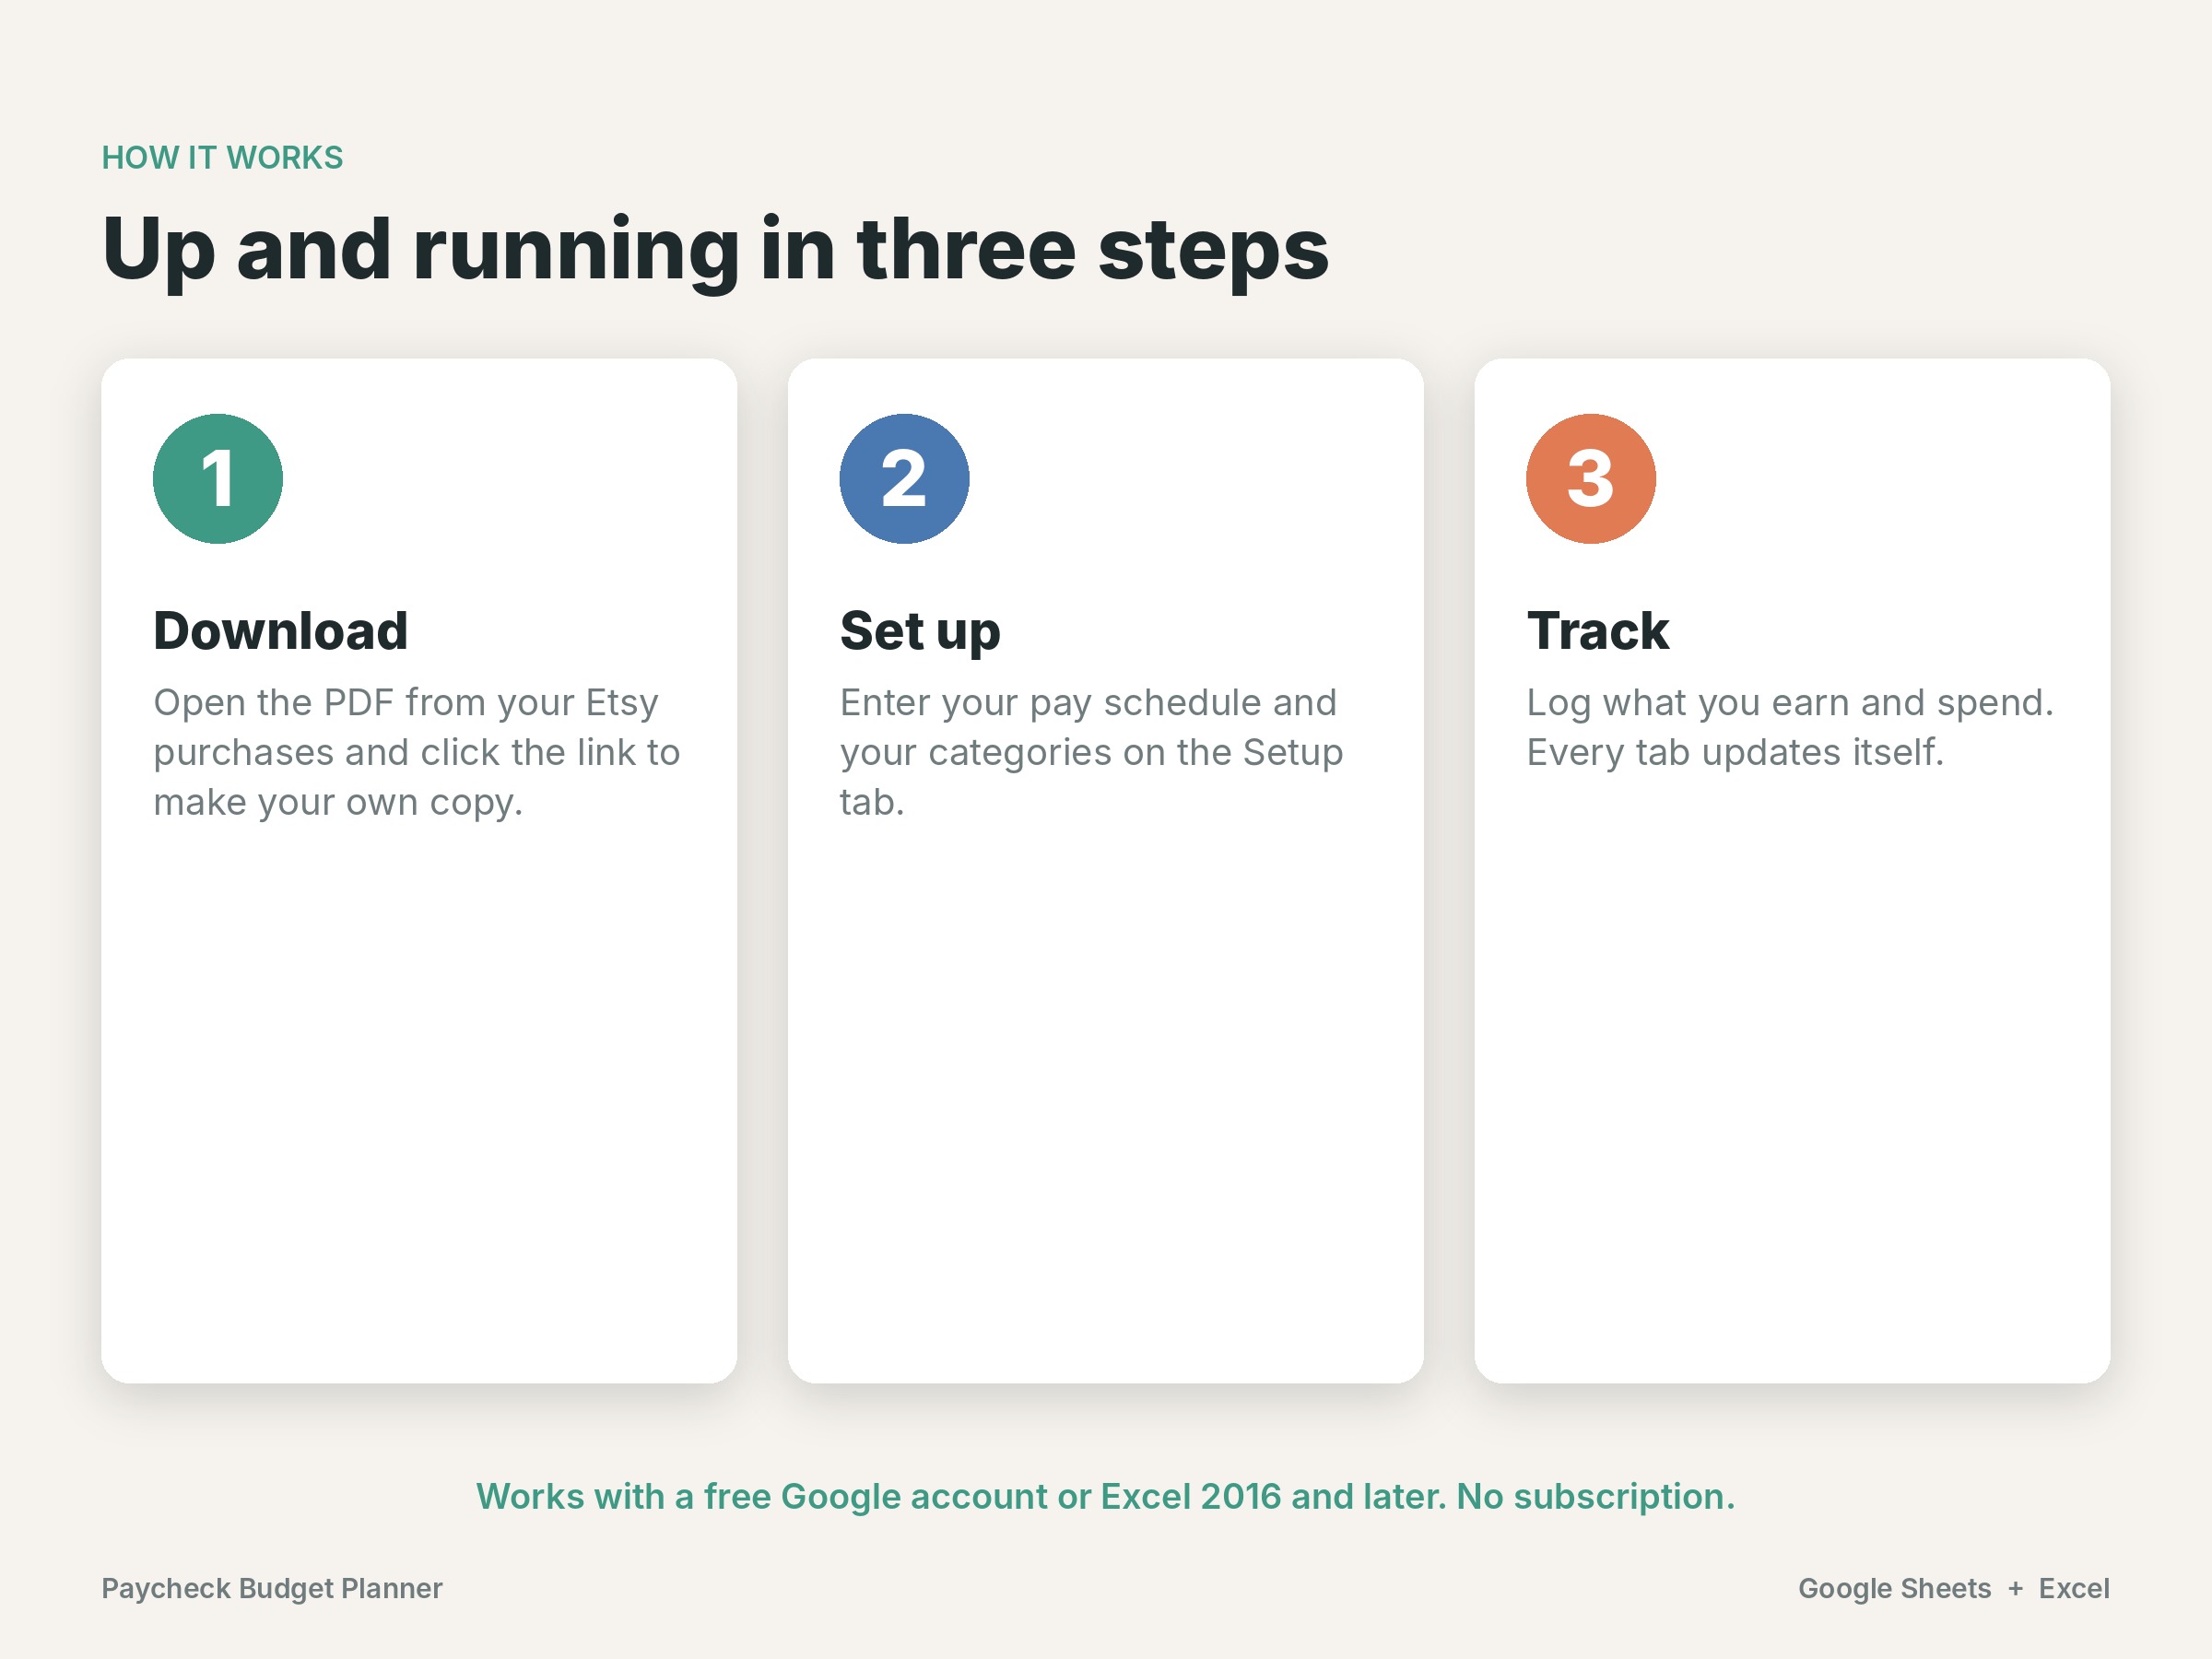 HOW IT WORKS
Up and running in three steps
1
Download
Open the PDF from your Etsy
purchases and click the link to
make your own copy.
2
Set up
Enter your pay schedule and
your categories on the Setup
tab.
3
Track
Log what you earn and spend.
Every tab updates itself.
Works with a free Google account or Excel 2016 and later. No subscription.
Paycheck Budget Planner
Google Sheets + Excel